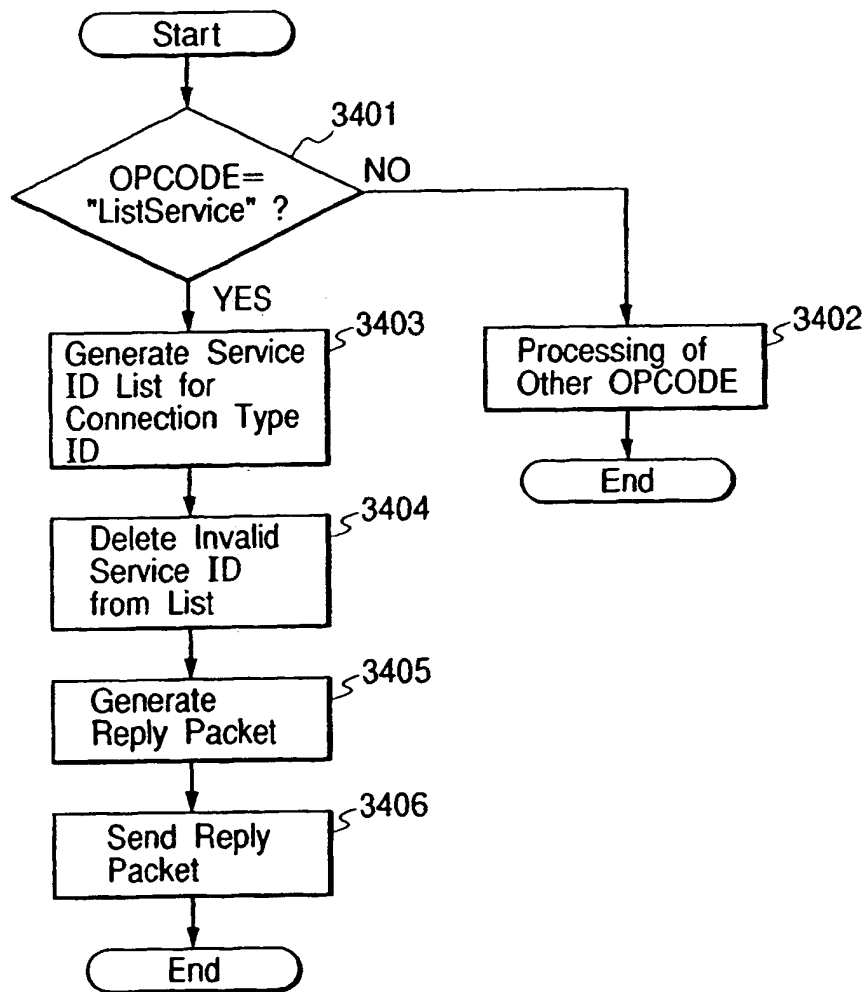 Start
3401
OPCODE=
"ListService" ?
NO
YES
3403
Generate Service
ID List for
Connection Type
ID
3402
Processing of
Other OPCODE
End
3404
Delete Invalid
Service ID
from List
3405
Generate
Reply Packet
3406
Send Reply
Packet
End